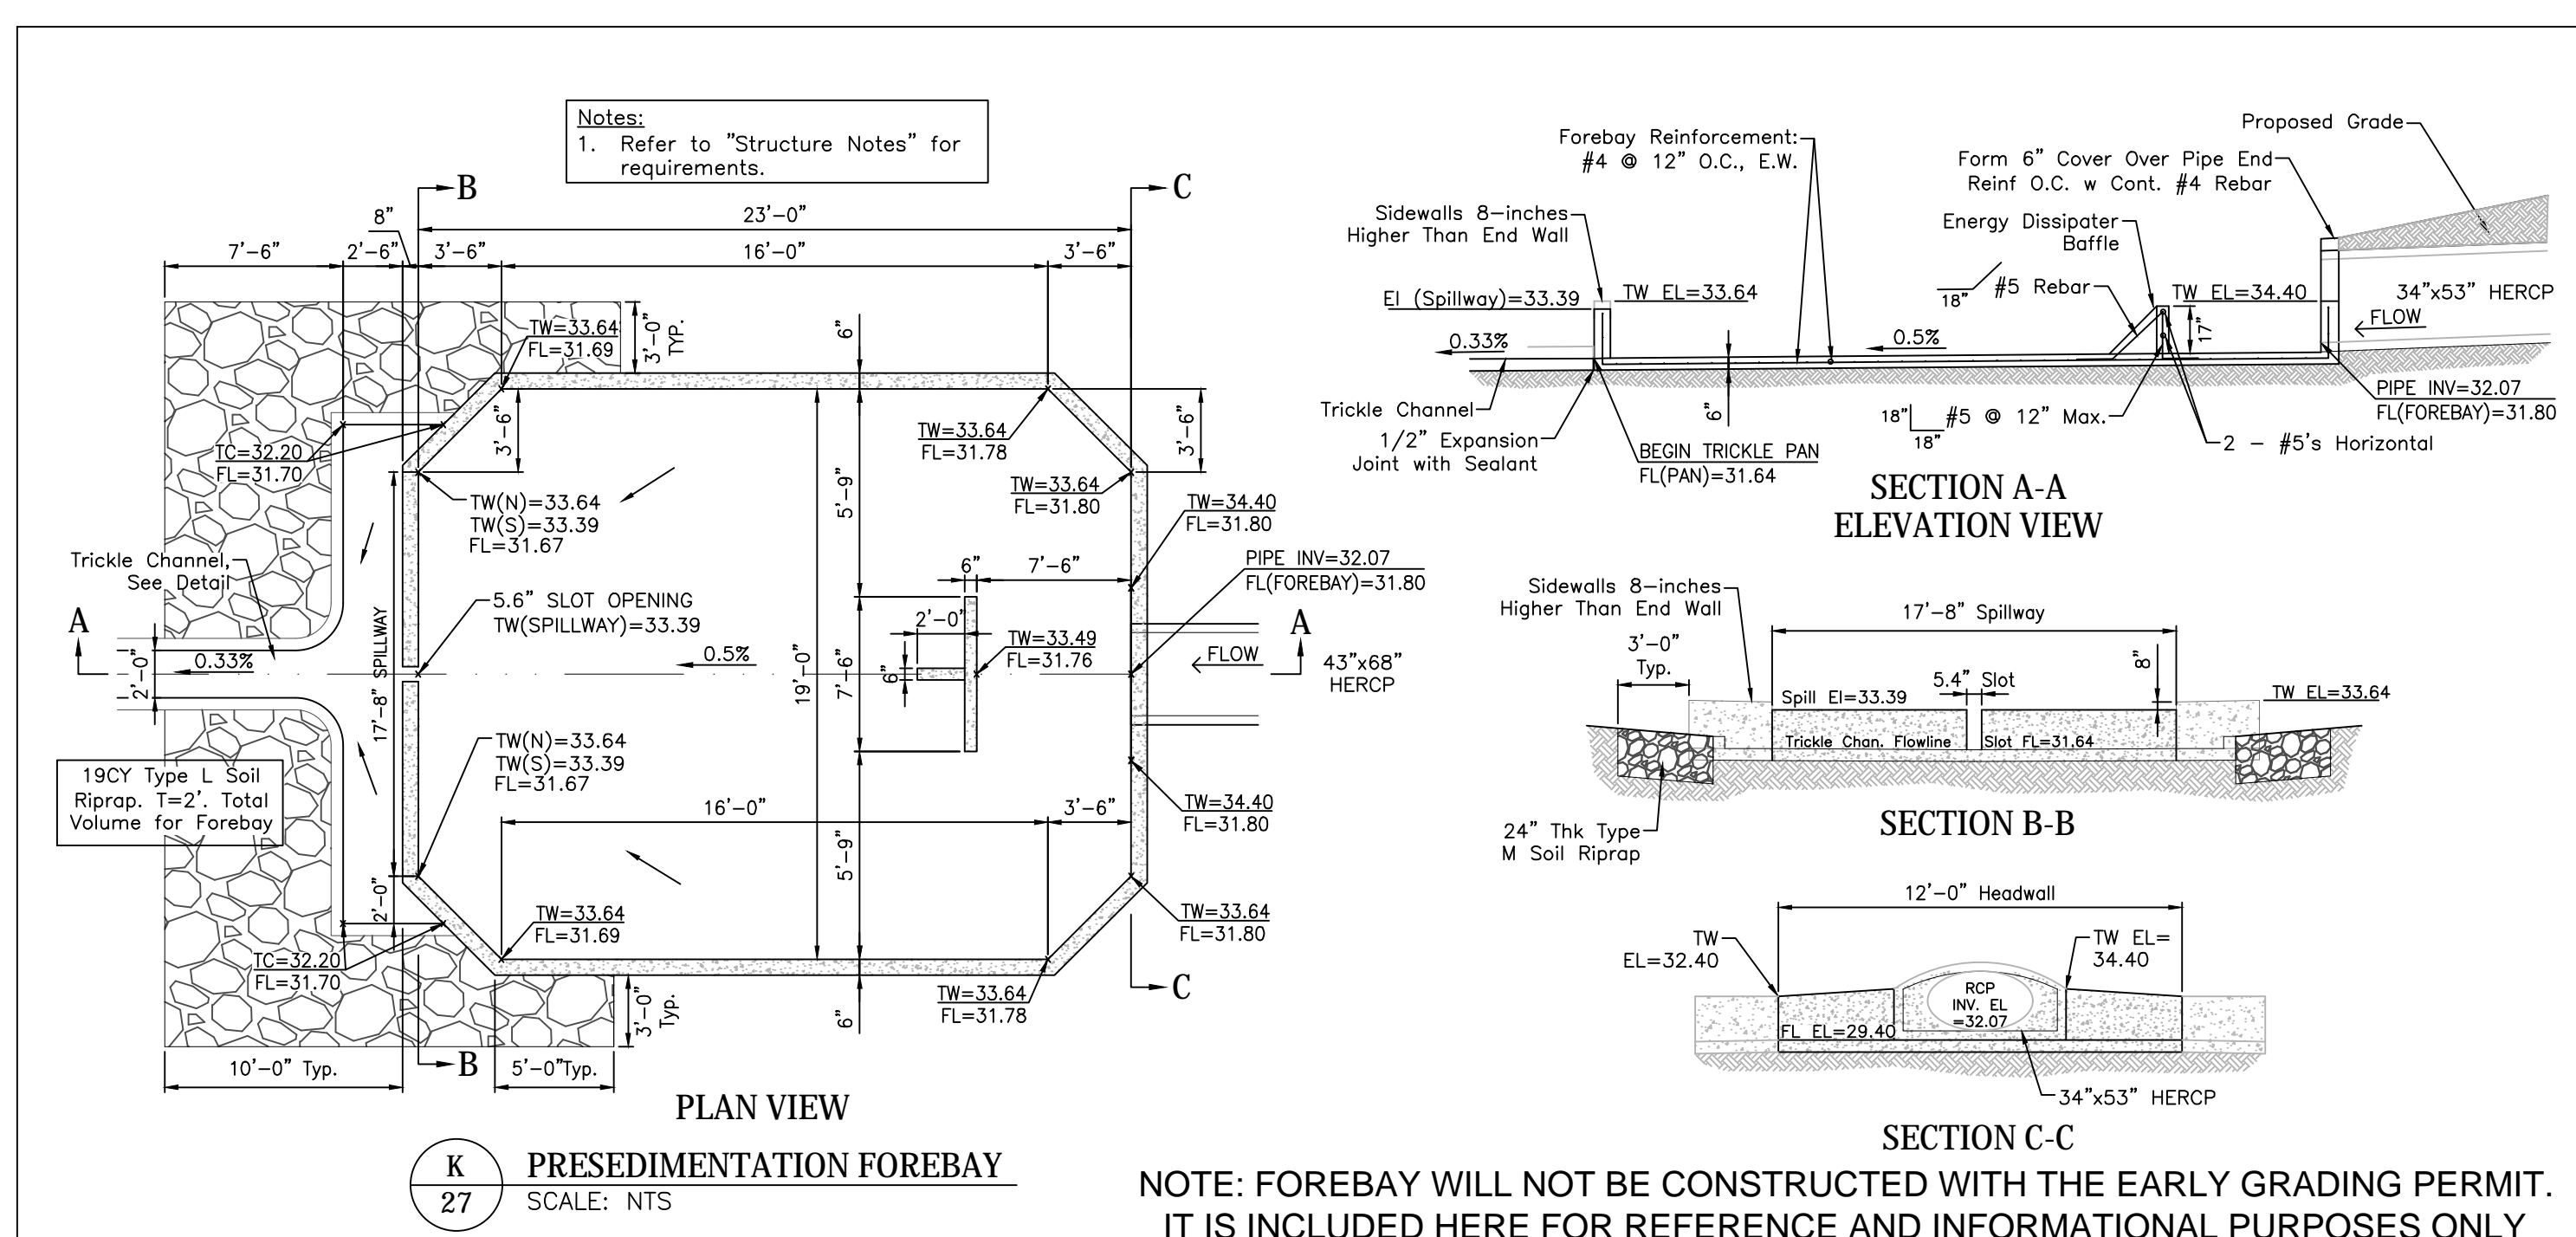 Notes:
1. Refer to "Structure Notes" for
requirements.
B
C
8"
23'-0"
7'-6"
2'-6"
3'-6"
16'-0"
3'-6"
3'-0"
TYP.
6"
TW=33.64
FL=31.69
3'-6"
TC=32.20
FL=31.70
TW=33.64
FL=31.78
3'-6"
TW=33.64
FL=31.80
5'-9"
TW(N)=33.64
TW(S)=33.39
FL=31.67
TW=34.40
FL=31.80
Trickle Channel,
See Detail
PIPE INV=32.07
FL(FOREBAY)=31.80
6"
7'-6"
A
5.6" SLOT OPENING
TW(SPILLWAY)=33.39
2'-0"
TW=33.49
FL=31.76
A
0.33%
2'-0"
17'-8" SPILLWAY
0.5%
19'-0"
7'-6"
6"
FLOW
43"x68"
HERCP
TW(N)=33.64
TW(S)=33.39
FL=31.67
19CY Type L Soil
Riprap. T=2'. Total
Volume for Forebay
16'-0"
3'-6"
TW=34.40
FL=31.80
5'-9"
2'-0"
TW=33.64
FL=31.69
TW=33.64
FL=31.80
TC=32.20
FL=31.70
TW=33.64
FL=31.78
6"
3'-0"
Typ.
C
B
10'-0" Typ.
5'-0"Typ.
PLAN VIEW
K
27
PRESEDIMENTATION FOREBAY
SCALE: NTS
Forebay Reinforcement:
#4 @ 12" O.C., E.W.
Proposed Grade
Form 6" Cover Over Pipe End
Reinf O.C. w Cont. #4 Rebar
Sidewalls 8-inches
Higher Than End Wall
Energy Dissipater
Baffle
El (Spillway)=33.39
TW EL=33.64
18"
#5 Rebar
TW EL=34.40
34"x53" HERCP
0.33%
0.5%
17"
FLOW
Trickle Channel
6"
18"
18"
#5 @ 12" Max.
PIPE INV=32.07
FL(FOREBAY)=31.80
1/2" Expansion
Joint with Sealant
BEGIN TRICKLE PAN
FL(PAN)=31.64
2 - #5's Horizontal
SECTION A-A
ELEVATION VIEW
Sidewalls 8-inches
Higher Than End Wall
17'-8" Spillway
3'-0"
Typ.
5.4" Slot
8"
Spill El=33.39
TW EL=33.64
Trickle Chan. Flowline
Slot FL=31.64
24" Thk Type
M Soil Riprap
SECTION B-B
12'-0" Headwall
TW
EL=32.40
TW EL=
34.40
RCP
INV. EL
=32.07
FL EL=29.40
34"x53" HERCP
SECTION C-C
NOTE: FOREBAY WILL NOT BE CONSTRUCTED WITH THE EARLY GRADING PERMIT.
IT IS INCLUDED HERE FOR REFERENCE AND INFORMATIONAL PURPOSES ONLY